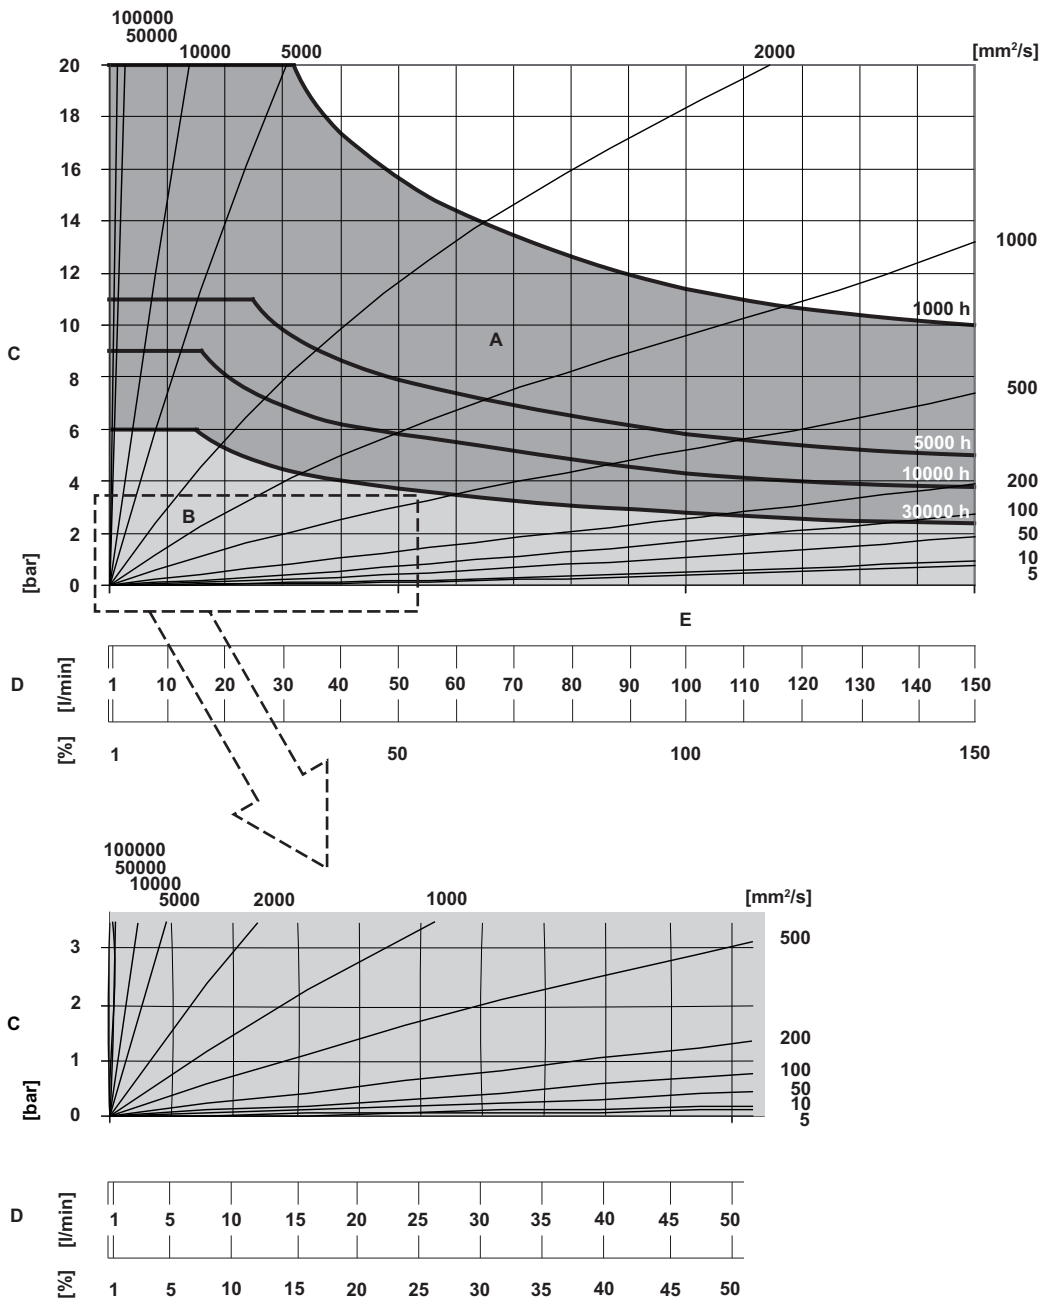 100000
50000
10000 5000 2000 [mm²/s]
20
18
16
14
1000
12
1000 h
10
A
C
8
500
6
5000 h
10000 h
4
200
30000 h
B
100
2
50
10
[bar] 0
5
E
D [l/min] 1 10 20 30 40 50 60 70 80 90 100 110 120 130 140 150
[%] 1 50 100 150
100000
50000
10000
5000 2000 1000 [mm²/s]
500
3
2
C
200
1
100
50
[bar] 0
10
5
D [l/min] 1 5 10 15 20 25 30 35 40 45 50
[%] 1 5 10 15 20 25 30 35 40 45 50